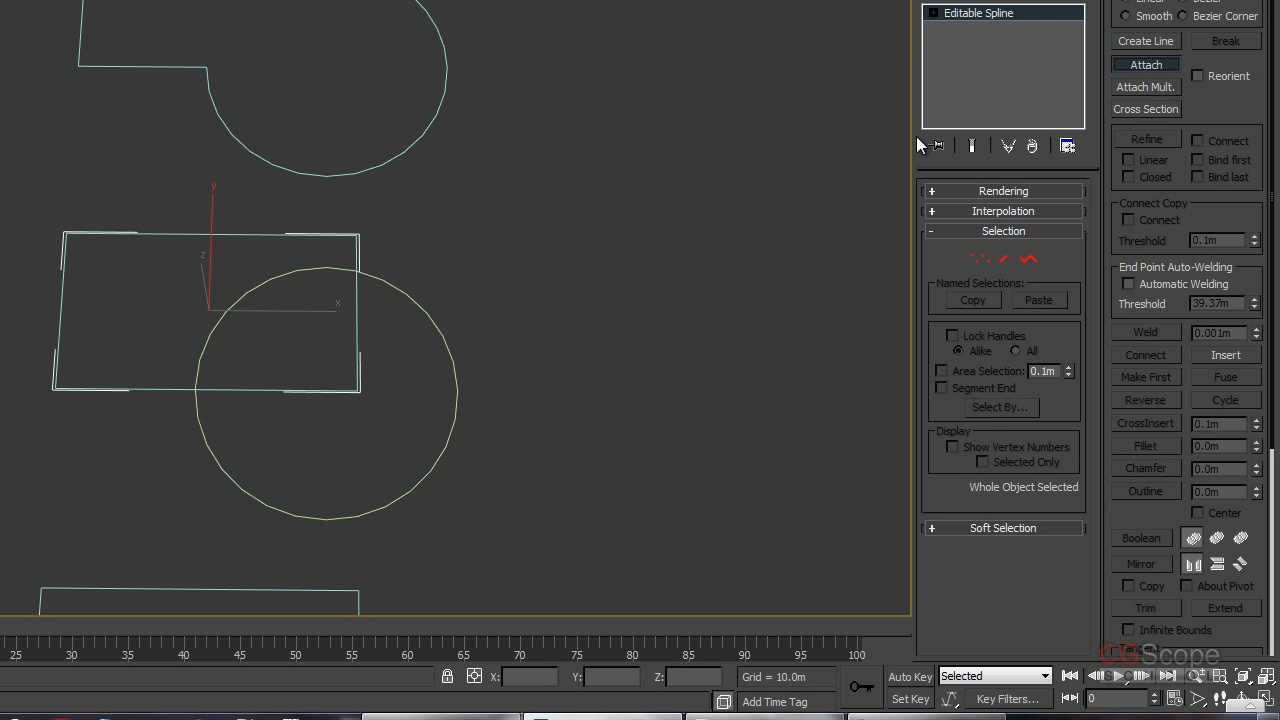 Editable Spline
Smooth
Bezier Corner
Create Line
Break
Attach
Reorient
Attach Mult.
Cross Section
Refine
Connect
Linear
Bind first
Closed
Bind last
Connect Copy
Connect
Threshold
0.1m
End Point Auto-Welding
Automatic Welding
Threshold
39.37m
Weld
0.001m
Connect
Insert
Make First
Fuse
Reverse
Cycle
CrossInsert
0.1m
Fillet
0.0m
Chamfer
0.0m
Outline
0.0m
Center
Boolean
Mirror
Copy
About Pivot
Trim
Extend
Infinite Bounds
+ Rendering
+ Interpolation
- Selection
Named Selections:
Copy
Paste
Lock Handles
Alike
All
Area Selection:
0.1m
Segment End
Select By...
Display
Show Vertex Numbers
Selected Only
Whole Object Selected
+ Soft Selection
y
z
x
25 30 35 40 45 50 55 60 65 70 75 80 85 90 95 100
CGScope
X:
Y:
Z:
Grid = 10.0m
Auto Key
Selected
Add Time Tag
Set Key
Key Filters...
0